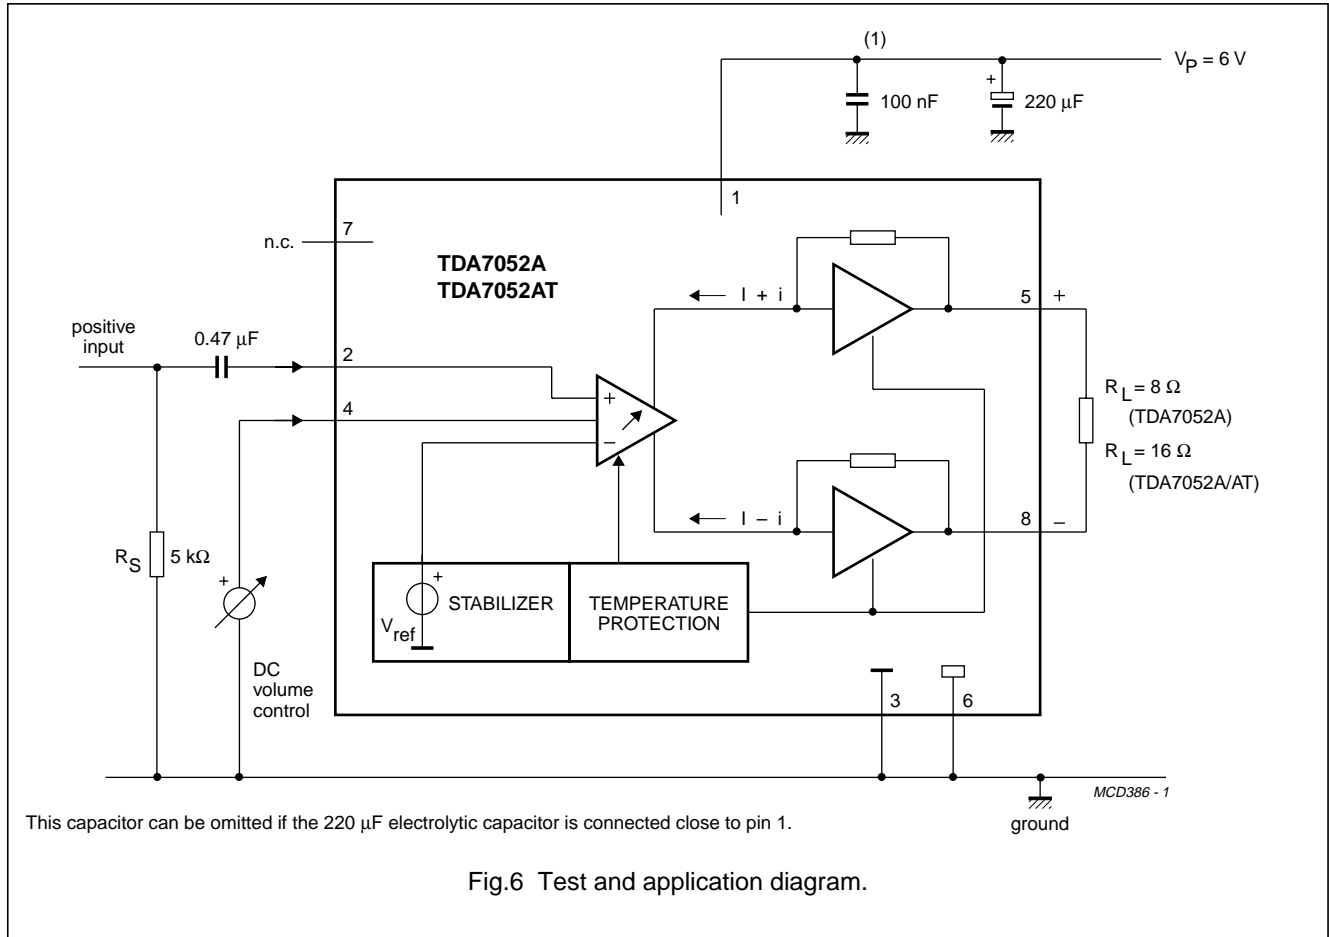 (1)
V_P = 6 V
+
100 nF
220 μF
1
7
n.c.
TDA7052A
TDA7052AT
I + i
5
+
positive
input
0.47 μF
2
4
+
−
R_L = 8 Ω
(TDA7052A)
R_L = 16 Ω
(TDA7052A/AT)
I − i
8
−
R_S
5 kΩ
+
+
V_ref
STABILIZER
TEMPERATURE
PROTECTION
DC
volume
control
3
6
MCD386 - 1
ground
This capacitor can be omitted if the 220 μF electrolytic capacitor is connected close to pin 1.
Fig.6 Test and application diagram.